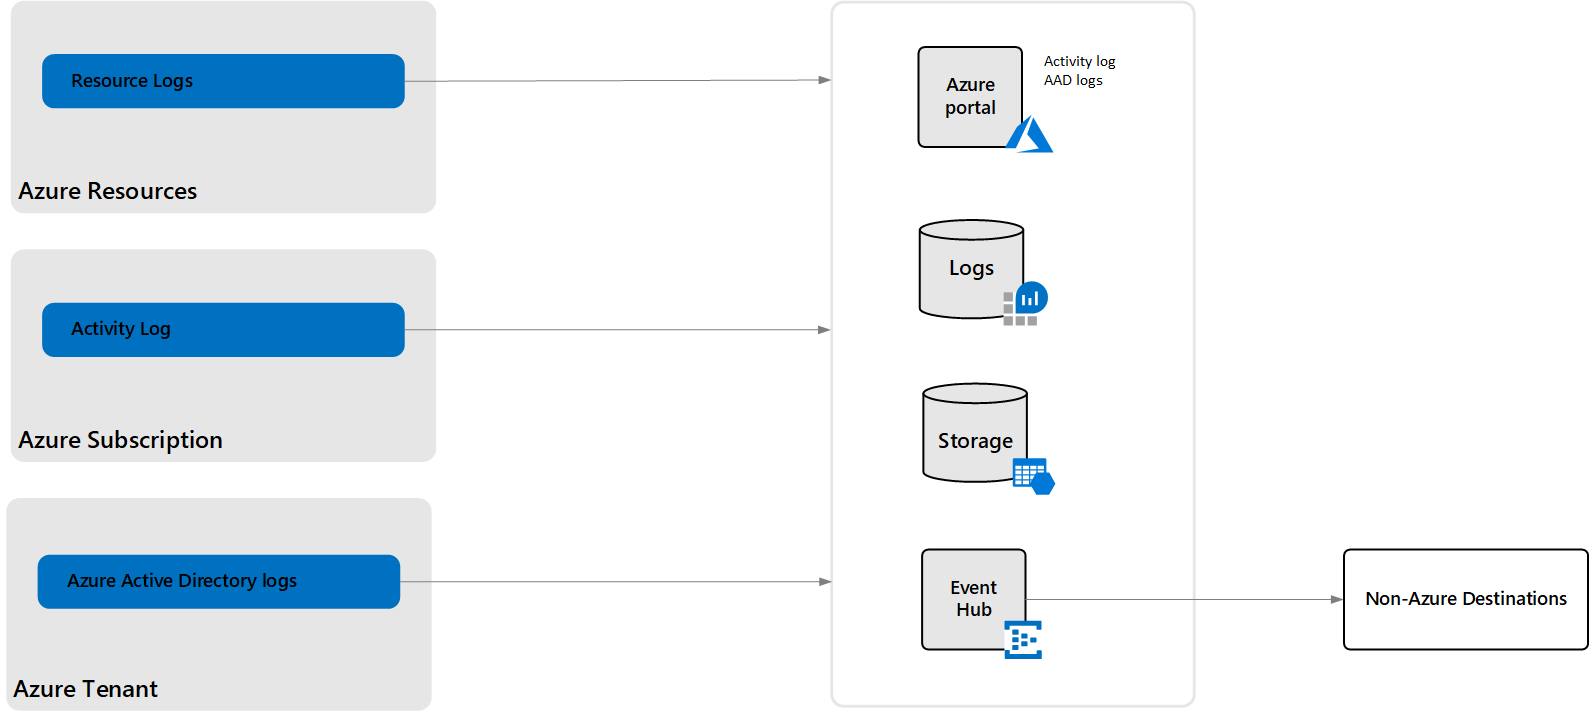 Resource Logs
Azure Resources
Activity Log
Azure Subscription
Azure Active Directory logs
Azure Tenant
Azure
portal
Activity log
AAD logs
Logs
Storage
Event
Hub
Non-Azure Destinations